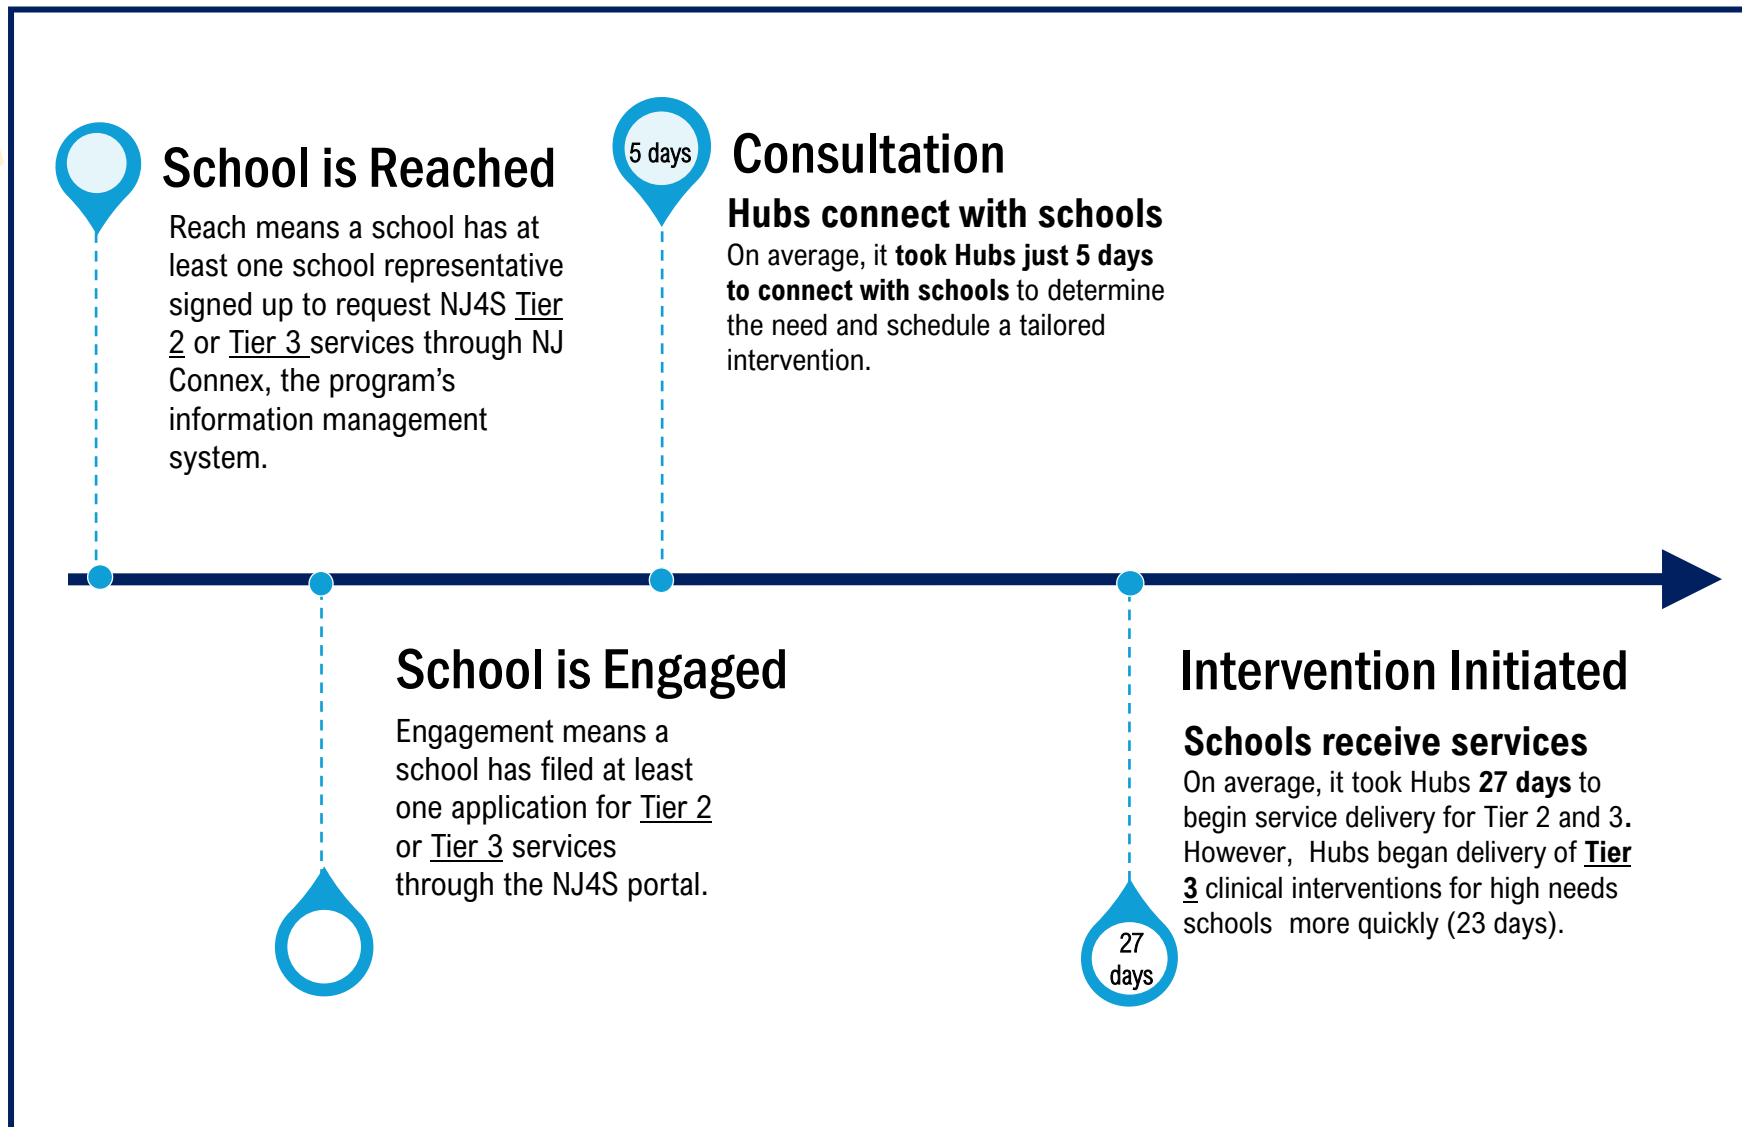 School is Reached
Reach means a school has at
least one school representative
signed up to request NJ4S Tier
2 or Tier 3 services through NJ
Connex, the program’s
information management
system.
5 days
Consultation
Hubs connect with schools
On average, it took Hubs just 5 days
to connect with schools to determine
the need and schedule a tailored
intervention.
School is Engaged
Engagement means a
school has filed at least
one application for Tier 2
or Tier 3 services
through the NJ4S portal.
Intervention Initiated
Schools receive services
On average, it took Hubs 27 days to
begin service delivery for Tier 2 and 3.
However, Hubs began delivery of Tier
3 clinical interventions for high needs
schools more quickly (23 days).
27
days